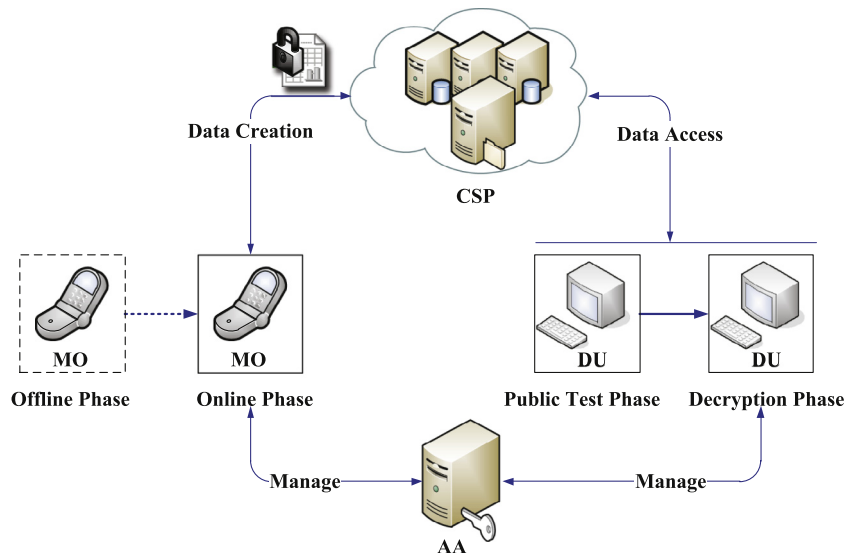 Data Creation
Data Access
CSP
MO
MO
DU
DU
Offline Phase
Online Phase
Public Test Phase
Decryption Phase
Manage
Manage
AA